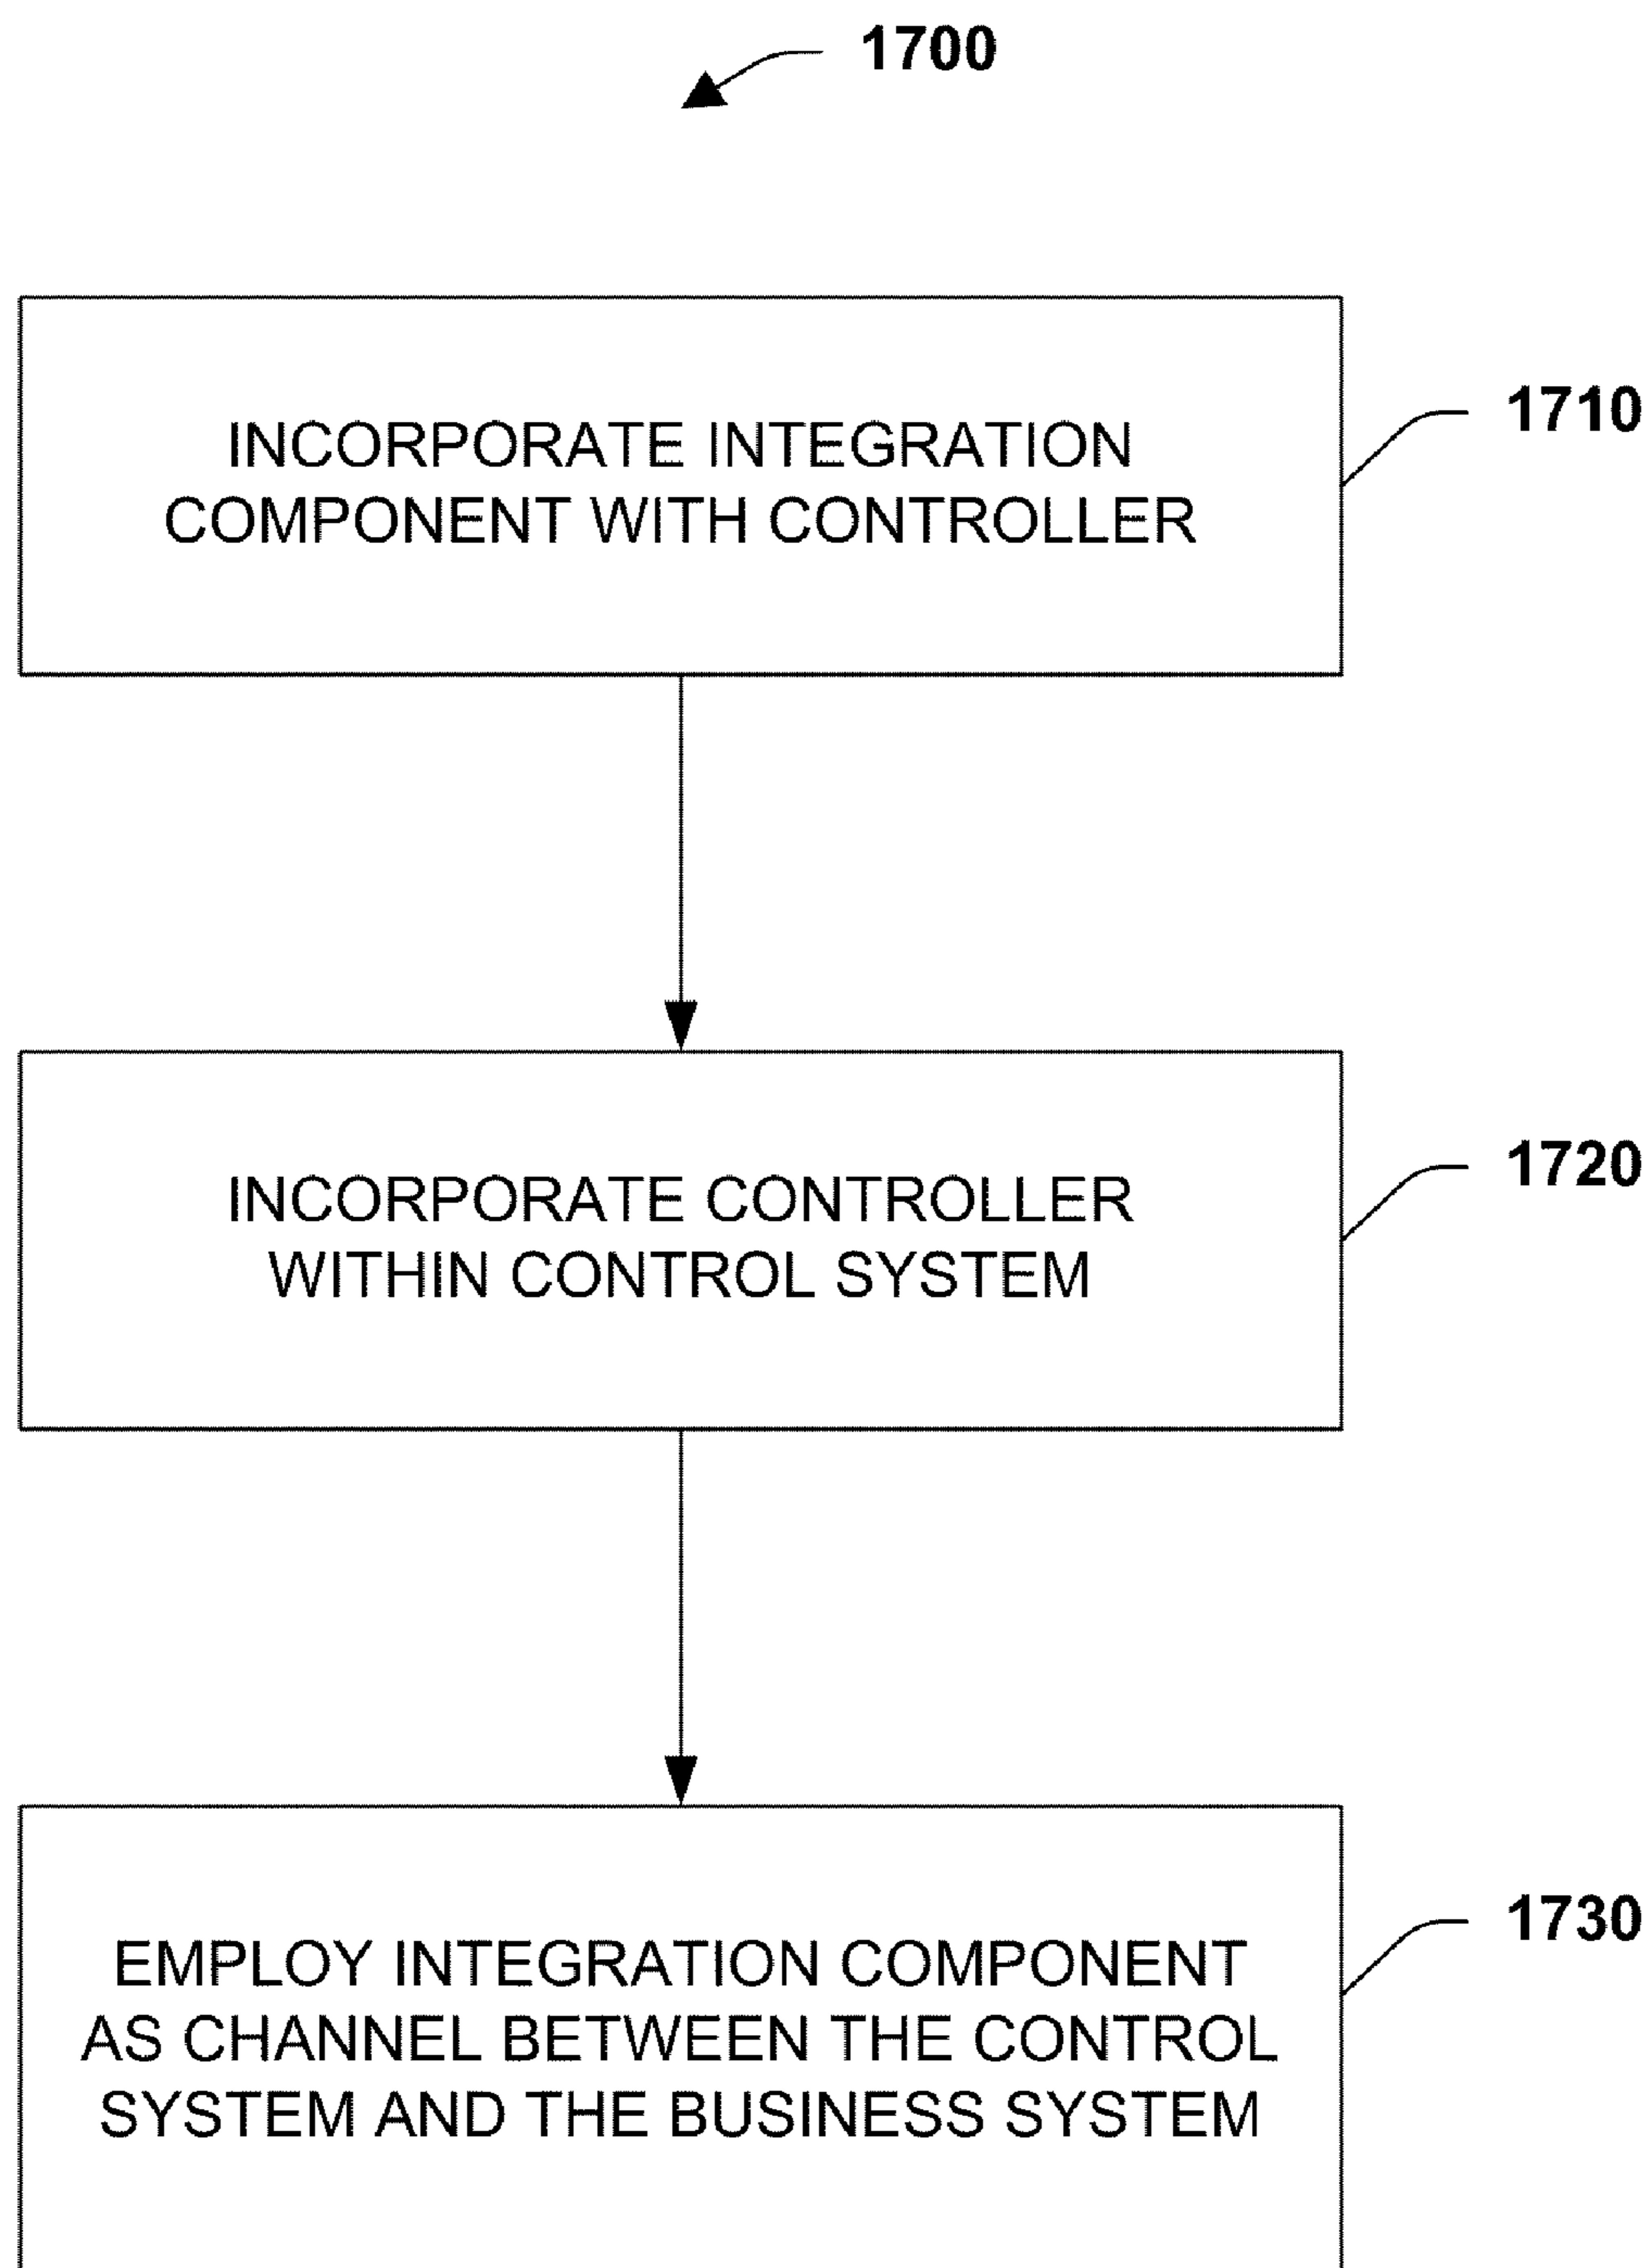 1700
INCORPORATE INTEGRATION
COMPONENT WITH CONTROLLER
1710
INCORPORATE CONTROLLER
WITHIN CONTROL SYSTEM
1720
EMPLOY INTEGRATION COMPONENT
AS CHANNEL BETWEEN THE CONTROL
SYSTEM AND THE BUSINESS SYSTEM
1730